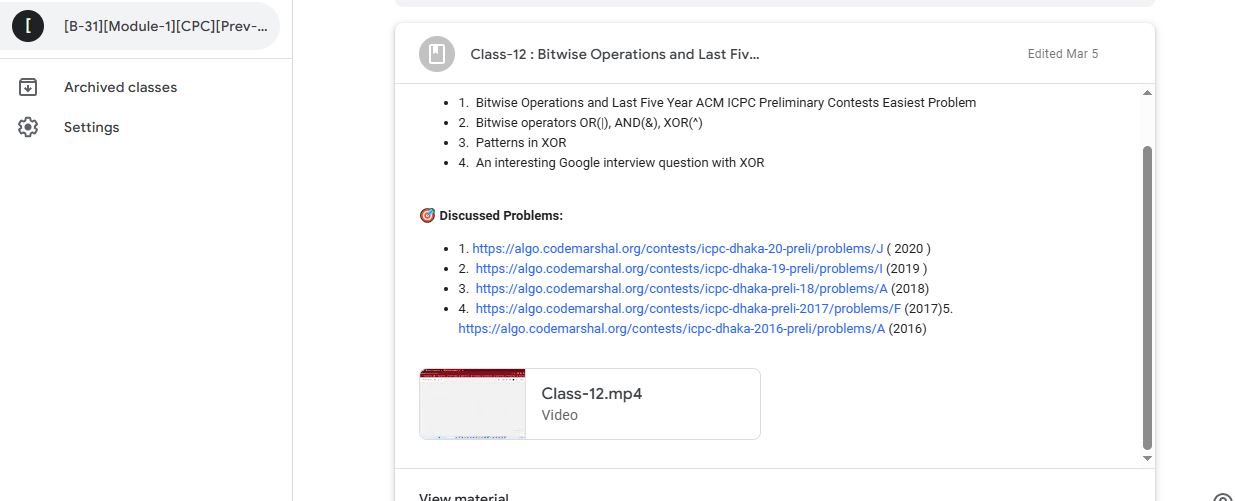 [
[B-31][Module-1][CPC][Prev-...
Archived classes
Settings
Class-12 : Bitwise Operations and Last Fiv...
Edited Mar 5
1. Bitwise Operations and Last Five Year ACM ICPC Preliminary Contests Easiest Problem
2. Bitwise operators OR(|), AND(&), XOR(^)
3. Patterns in XOR
4. An interesting Google interview question with XOR
🎯 Discussed Problems:
1. https://algo.codemarshal.org/contests/icpc-dhaka-20-preli/problems/J ( 2020 )
2. https://algo.codemarshal.org/contests/icpc-dhaka-19-preli/problems/I (2019 )
3. https://algo.codemarshal.org/contests/icpc-dhaka-preli-18/problems/A (2018)
4. https://algo.codemarshal.org/contests/icpc-dhaka-preli-2017/problems/F (2017)5.
https://algo.codemarshal.org/contests/icpc-dhaka-2016-preli/problems/A (2016)
Class-12.mp4
Video
View material